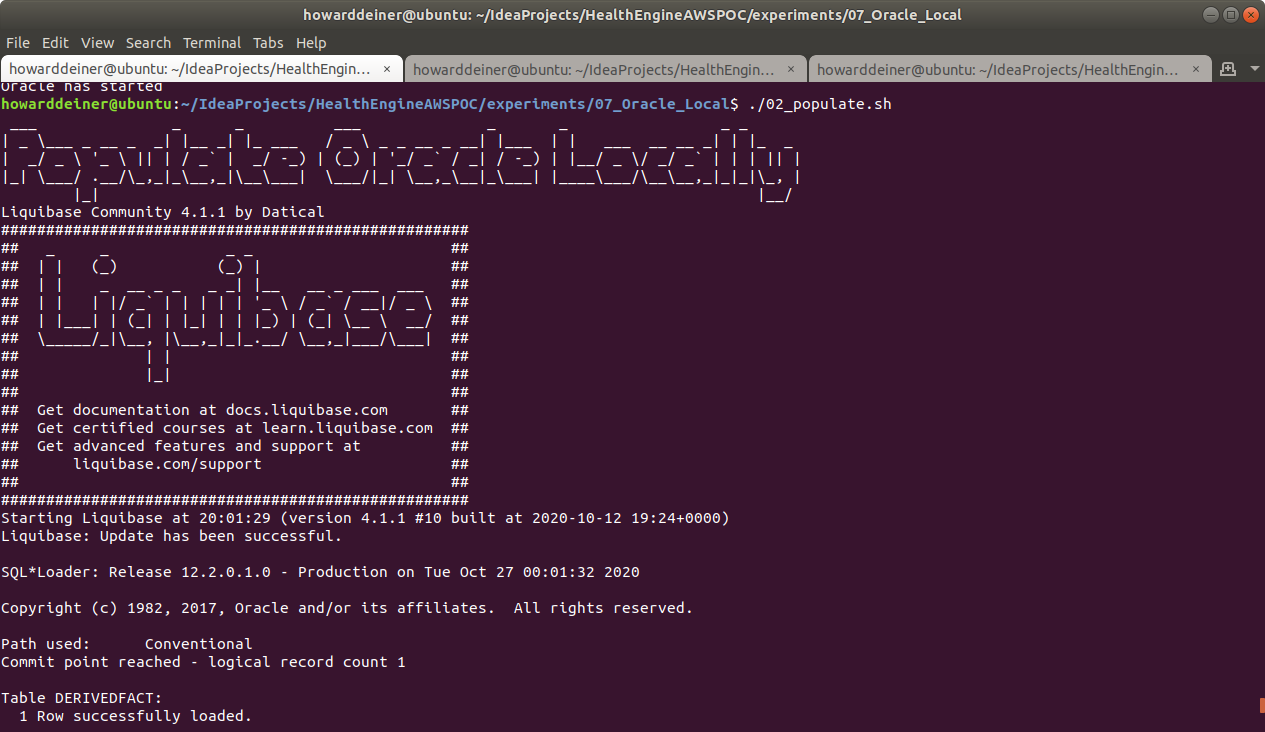 howarddeiner@ubuntu: ~/IdeaProjects/HealthEngineAWSPOC/experiments/07_Oracle_Local
File Edit View Search Terminal Tabs Help
howarddeiner@ubuntu: ~/IdeaProjects/HealthEngin... × howarddeiner@ubuntu: ~/IdeaProjects/HealthEngin... × howarddeiner@ubuntu: ~/IdeaProjects/HealthEngin... ×
Oracle has started
howarddeiner@ubuntu:~/IdeaProjects/HealthEngineAWSPOC/experiments/07_Oracle_Local$ ./02_populate.sh
Populate Oracle Locally
Liquibase Community 4.1.1 by Datical
####################################################
## Liquibase ##
## ##
## Get documentation at docs.liquibase.com ##
## Get certified courses at learn.liquibase.com ##
## Get advanced features and support at ##
## liquibase.com/support ##
## ##
####################################################
Starting Liquibase at 20:01:29 (version 4.1.1 #10 built at 2020-10-12 19:24+0000)
Liquibase: Update has been successful.
SQL*Loader: Release 12.2.0.1.0 - Production on Tue Oct 27 00:01:32 2020
Copyright (c) 1982, 2017, Oracle and/or its affiliates.  All rights reserved.
Path used:      Conventional
Commit point reached - logical record count 1
Table DERIVEDFACT:
  1 Row successfully loaded.